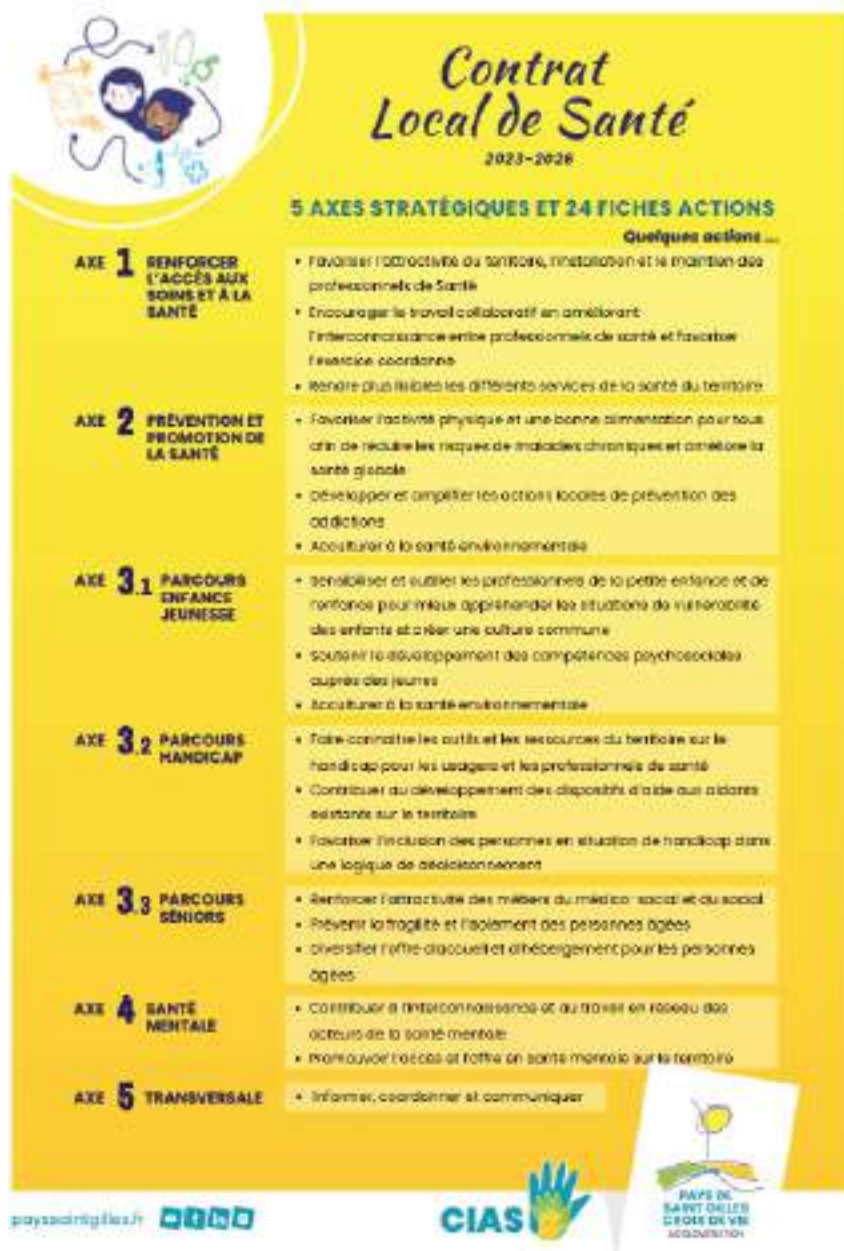 Contrat
Local de Santé
2023-2026
5 AXES STRATÉGIQUES ET 24 FICHES ACTIONS
Quelques actions ...
AXE 1 RENFORCER
L'ACCÈS AUX
SOINS ET À LA
SANTÉ
• Favoriser l'attractivité du territoire, l'installation et le maintien des
professionnels de Santé
• Encourager le travail collaboratif en améliorant
l'interconnaissance entre professionnels de santé et favoriser
l'exercice coordonné
• Rendre plus lisibles les différents services de la santé du territoire
AXE 2 PRÉVENTION ET
PROMOTION DE
LA SANTÉ
• Favoriser l'activité physique et une bonne alimentation pour tous
afin de réduire les risques de maladies chroniques et améliore la
santé globale
• Développer et amplifier les actions locales de prévention des
addictions
• Acculturer à la santé environnementale
AXE 3.1 PARCOURS
ENFANCE
JEUNESSE
• Sensibiliser et outiller les professionnels de la petite enfance et de
l'enfance pour mieux appréhender les situations de vulnérabilité
des enfants et créer une culture commune
• Soutenir le développement des compétences psychosociales
auprès des jeunes
• Acculturer à la santé environnementale
AXE 3.2 PARCOURS
HANDICAP
• Faire connaître les outils et les ressources du territoire sur le
handicap pour les usagers et les professionnels de santé
• Contribuer au développement des dispositifs d'aide aux aidants
existants sur le territoire
• Favoriser l'inclusion des personnes en situation de handicap dans
une logique de décloisonnement
AXE 3.3 PARCOURS
SÉNIORS
• Renforcer l'attractivité des métiers du médico-social et du social
• Prévenir la fragilité et l'isolement des personnes âgées
• Diversifier l'offre d'accueil et d'hébergement pour les personnes
âgées
AXE 4 SANTÉ
MENTALE
• Contribuer à l'interconnaissance et au travail en réseau des
acteurs de la santé mentale
• Promouvoir l'accès et l'offre en santé mentale sur le territoire
AXE 5 TRANSVERSALE
• Informer, coordonner et communiquer
payssaintgilles.fr
CIAS
PAYS DE
SAINT GILLES
CROIX DE VIE
AGGLOMÉRATION